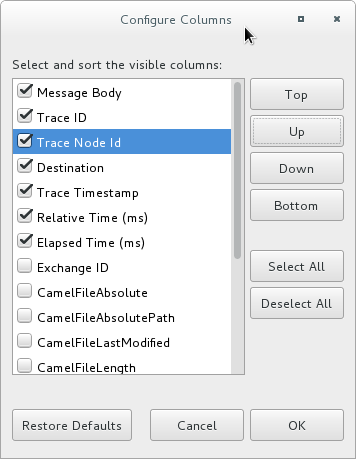 Configure Columns
Select and sort the visible columns:
Message Body
Trace ID
Trace Node Id
Destination
Trace Timestamp
Relative Time (ms)
Elapsed Time (ms)
Exchange ID
CamelFileAbsolute
CamelFileAbsolutePath
CamelFileLastModified
CamelFileLength
Top
Up
Down
Bottom
Select All
Deselect All
Restore Defaults
Cancel
OK